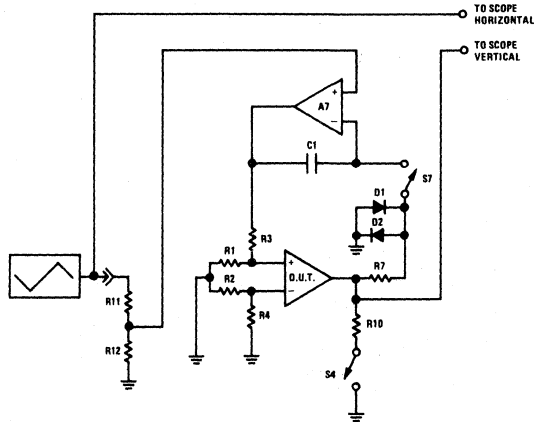 TO SCOPE
HORIZONTAL
TO SCOPE
VERTICAL
+
A7
−
C1
S7
D1
D2
R3
R1
+
R2
D.U.T.
R7
−
R11
R4
R10
R12
S4